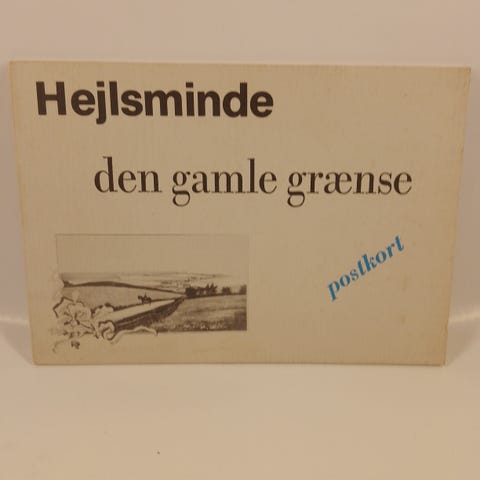 Hejlsminde
den gamle grænse
postkort